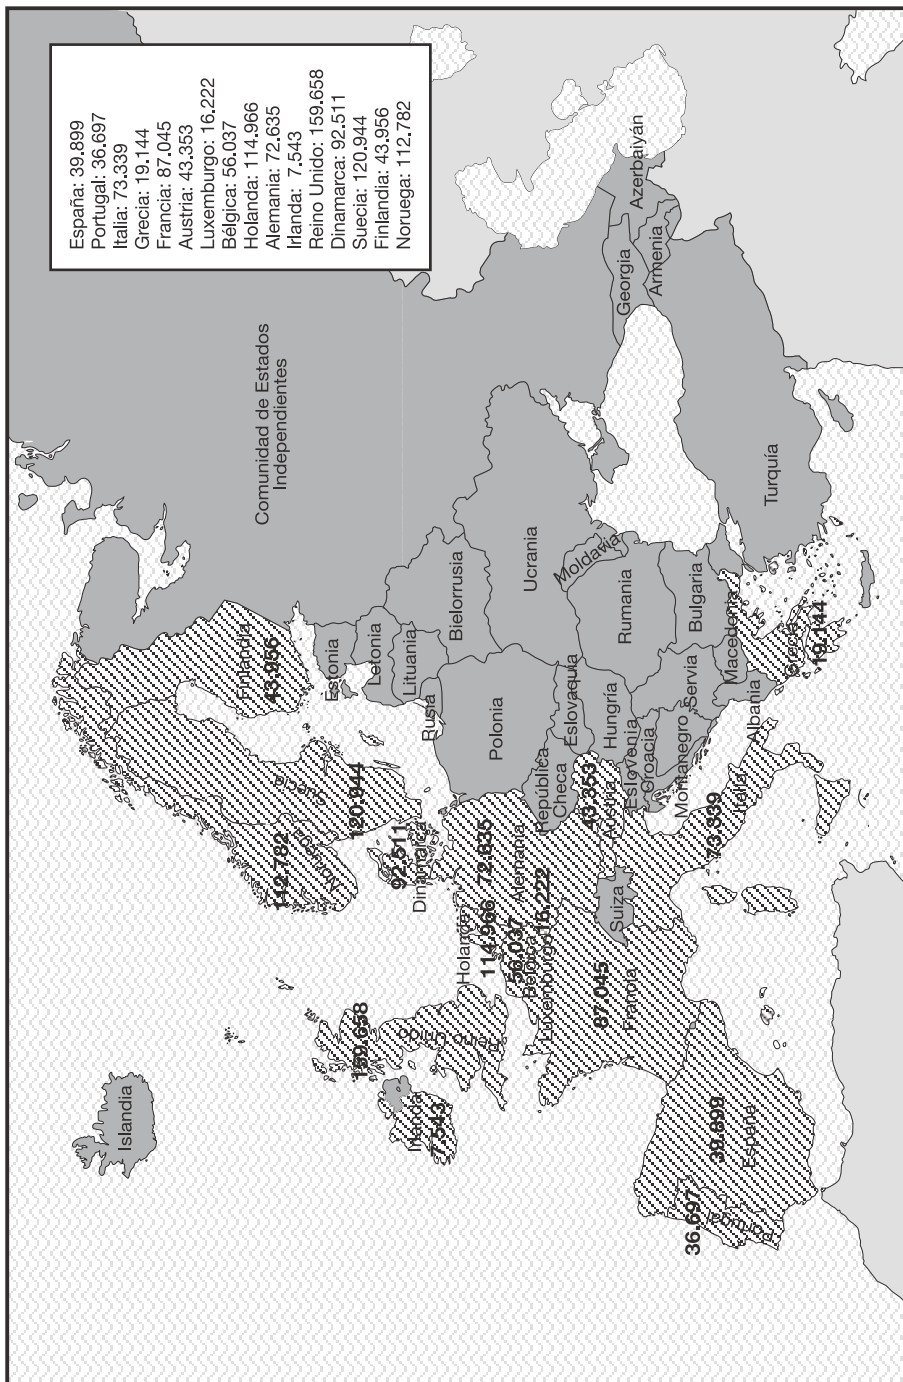 España: 39.899
Portugal: 36.697
Italia: 73.339
Grecia: 19.144
Francia: 87.045
Austria: 43.353
Luxemburgo: 16.222
Bélgica: 56.037
Holanda: 114.966
Alemania: 72.635
Irlanda: 7.543
Reino Unido: 159.658
Dinamarca: 92.511
Suecia: 120.944
Finlandia: 43.956
Noruega: 112.782
Islandia
Comunidad de Estados
Independientes
Finlandia
43.956
Suecia
120.944
Noruega
112.782
Estonia
Letonia
Lituania
Rusia
Bielorrusia
Dinamarca
92.511
159.658
Reino Unido
Irlanda
7.543
Holanda
114.966
72.635
Alemania
56.037
Bélgica
Luxemburgo
16.222
Polonia
República
Checa
Eslovaquia
Ucrania
Moldavia
87.045
Francia
Suiza
43.353
Austria
Hungría
Eslovenia
Croacia
Rumania
Montanegro
Servia
Bulgaria
Macedonia
Albania
73.339
Italia
Grecia
19.144
36.697
Portugal
39.899
España
Georgia
Armenia
Azerbaiyán
Turquía